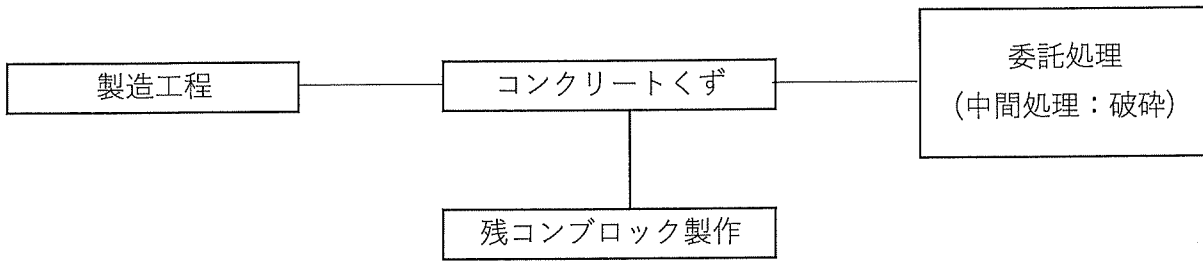 製造工程
コンクリートくず
委託処理
（中間処理：破砕）
残コンブロック製作